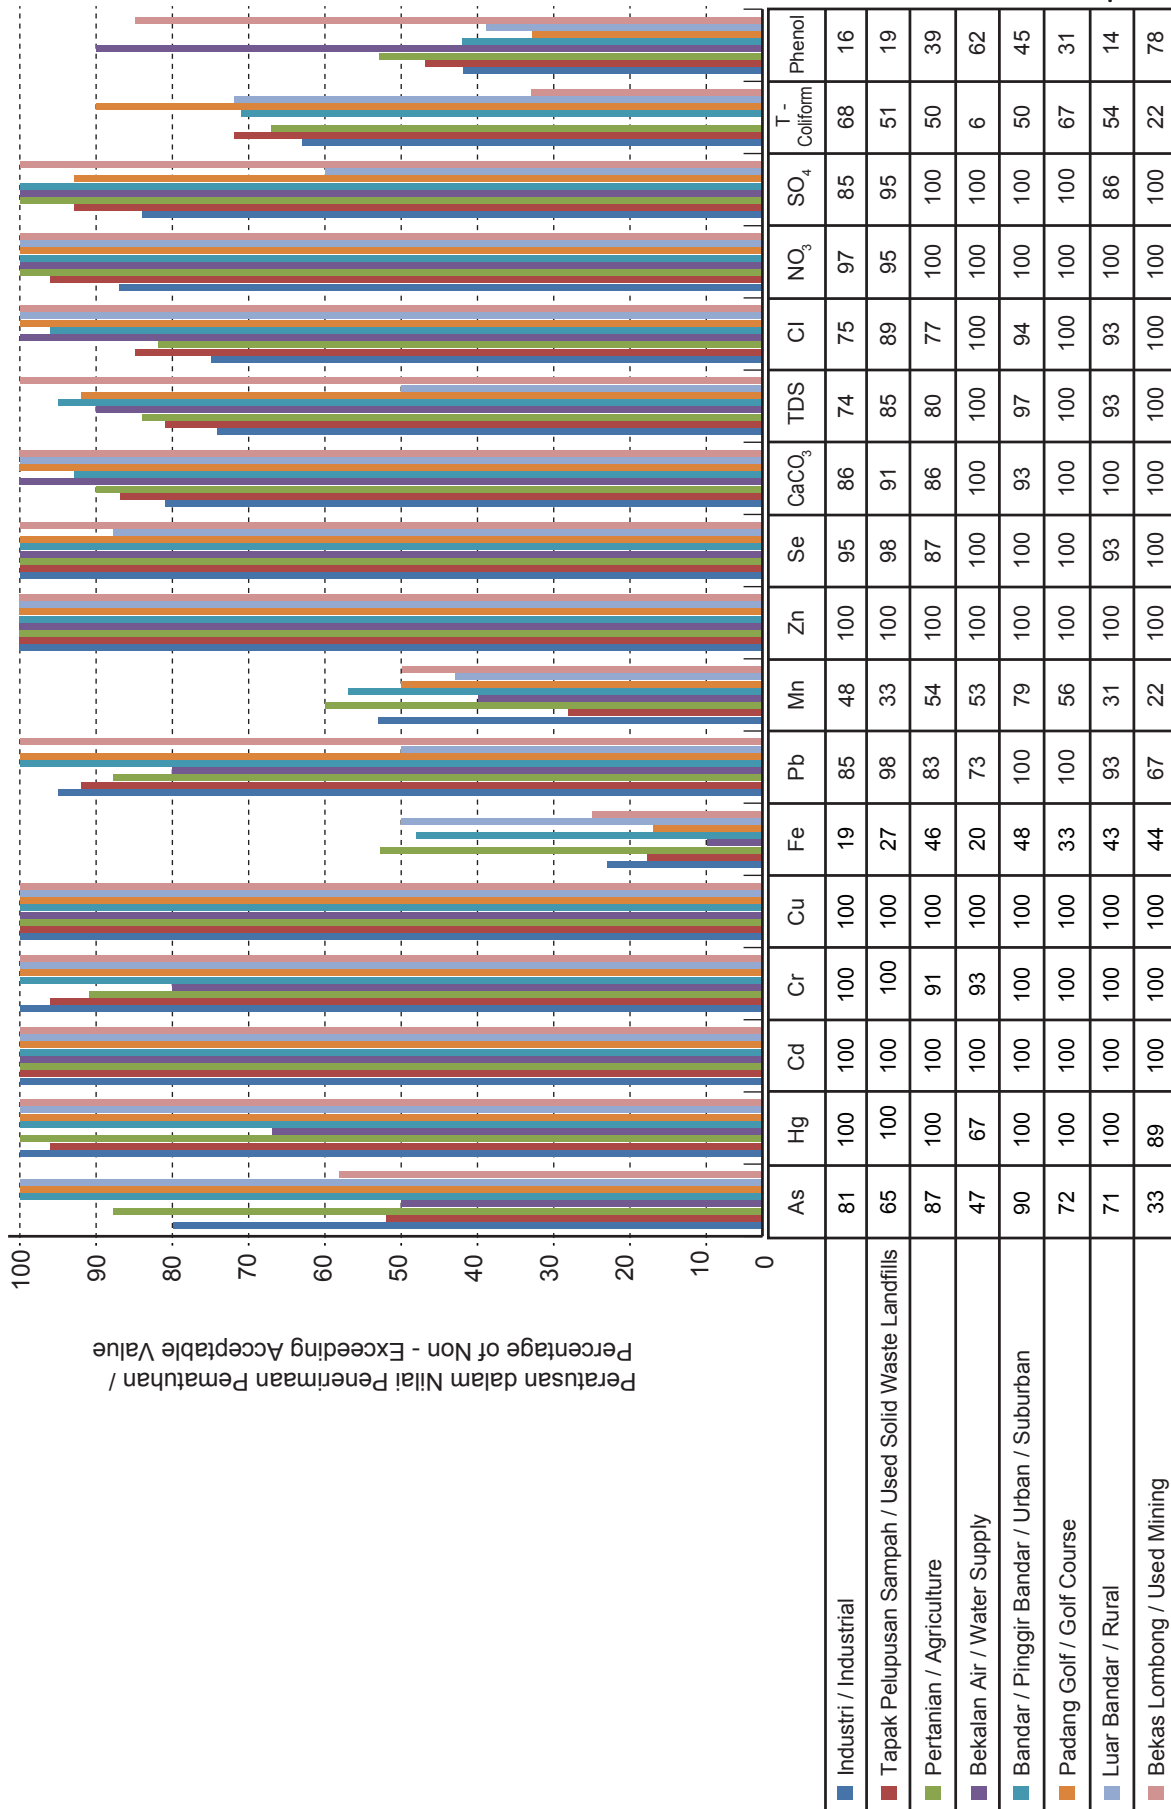 Peratusan dalam Nilai Penerimaan Pematuhan /
Percentage of Non - Exceeding Acceptable Value
100
90
80
70
60
50
40
30
20
10
0
As Hg Cd Cr Cu Fe Pb Mn Zn Se CaCO3 TDS Cl NO3 SO4 T - Coliform Phenol
Industri / Industrial 81 100 100 100 100 19 85 48 100 95 86 74 75 97 85 68 16
Tapak Pelupusan Sampah / Used Solid Waste Landfills 65 100 100 100 100 27 98 33 100 98 91 85 89 95 95 51 19
Pertanian / Agriculture 87 100 100 91 100 46 83 54 100 87 86 80 77 100 100 50 39
Bekalan Air / Water Supply 47 67 100 93 100 20 73 53 100 100 100 100 100 100 100 6 62
Bandar / Pinggir Bandar / Urban / Suburban 90 100 100 100 100 48 100 79 100 100 93 97 94 100 100 50 45
Padang Golf / Golf Course 72 100 100 100 100 33 100 56 100 100 100 100 100 100 100 67 31
Luar Bandar / Rural 71 100 100 100 100 43 93 31 100 93 100 93 93 100 86 54 14
Bekas Lombong / Used Mining 33 89 100 100 100 44 67 22 100 100 100 100 100 100 100 22 78